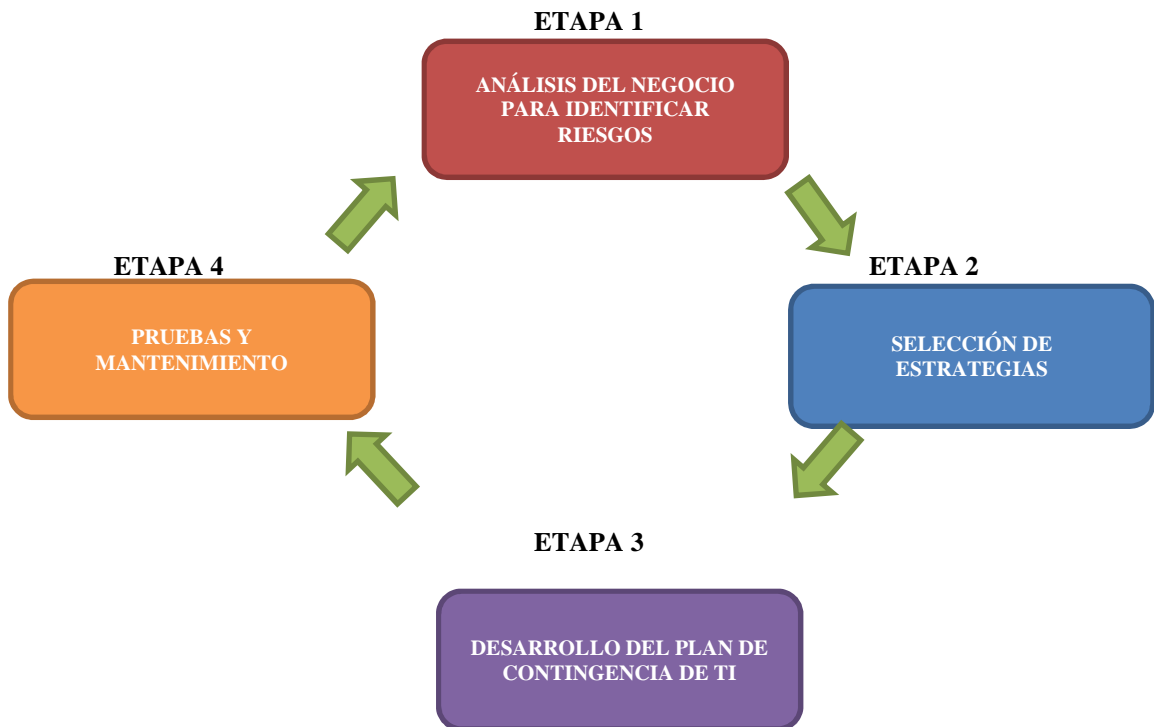 ETAPA 1
ANÁLISIS DEL NEGOCIO
PARA IDENTIFICAR
RIESGOS
ETAPA 2
SELECCIÓN DE
ESTRATEGIAS
ETAPA 3
DESARROLLO DEL PLAN DE
CONTINGENCIA DE TI
ETAPA 4
PRUEBAS Y
MANTENIMIENTO